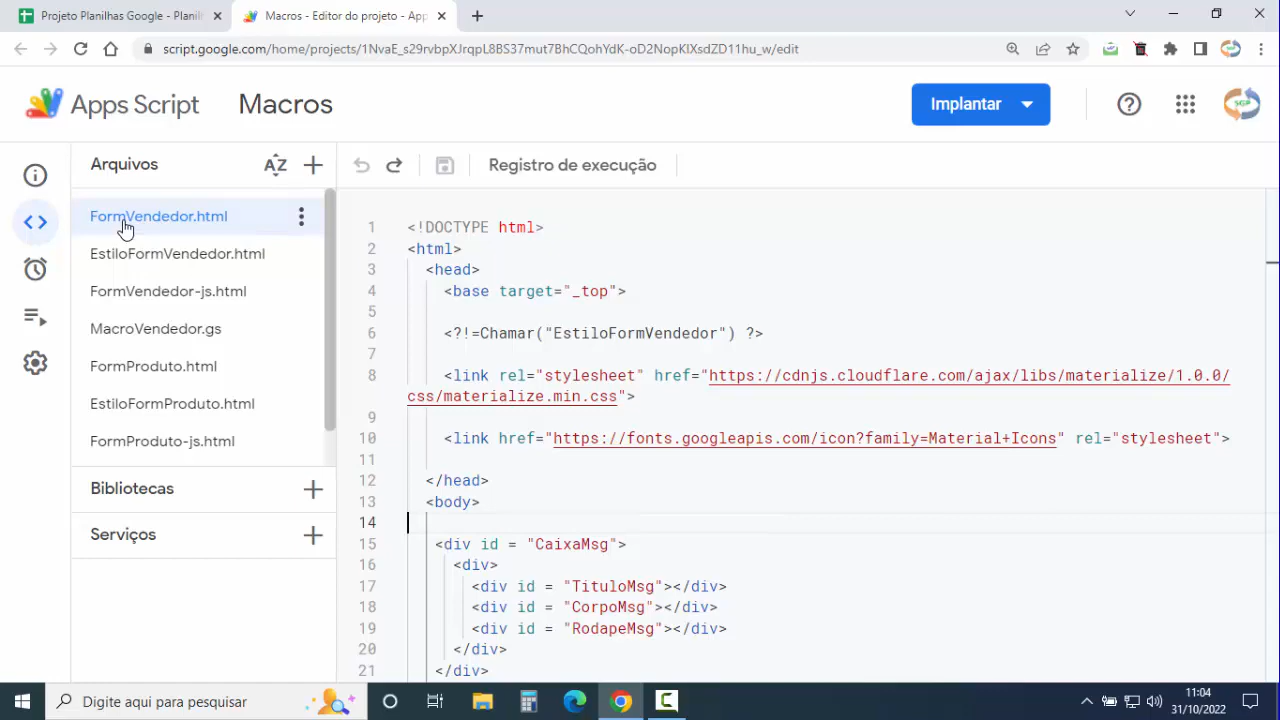 Projeto Planilhas Google - Planil
Macros - Editor do projeto - App
script.google.com/home/projects/1NvaE_s29rvbpXJrqpL8BS37mut7BhCQohYdK-oD2NopKIXsdZD11hu_w/edit
Apps Script
Macros
Implantar
Arquivos
AZ
Registro de execução
FormVendedor.html
EstiloFormVendedor.html
FormVendedor-js.html
MacroVendedor.gs
FormProduto.html
EstiloFormProduto.html
FormProduto-js.html
Bibliotecas
Serviços
1 <!DOCTYPE html>
2 <html>
3 <head>
4 <base target="_top">
5
6 <?!=Chamar("EstiloFormVendedor") ?>
7
8 <link rel="stylesheet" href="https://cdnjs.cloudflare.com/ajax/libs/materialize/1.0.0/
css/materialize.min.css">
9
10 <link href="https://fonts.googleapis.com/icon?family=Material+Icons" rel="stylesheet">
11
12 </head>
13 <body>
14
15 <div id = "CaixaMsg">
16 <div>
17 <div id = "TituloMsg"></div>
18 <div id = "CorpoMsg"></div>
19 <div id = "RodapeMsg"></div>
20 </div>
21 </div>
Digite aqui para pesquisar
11:04
31/10/2022